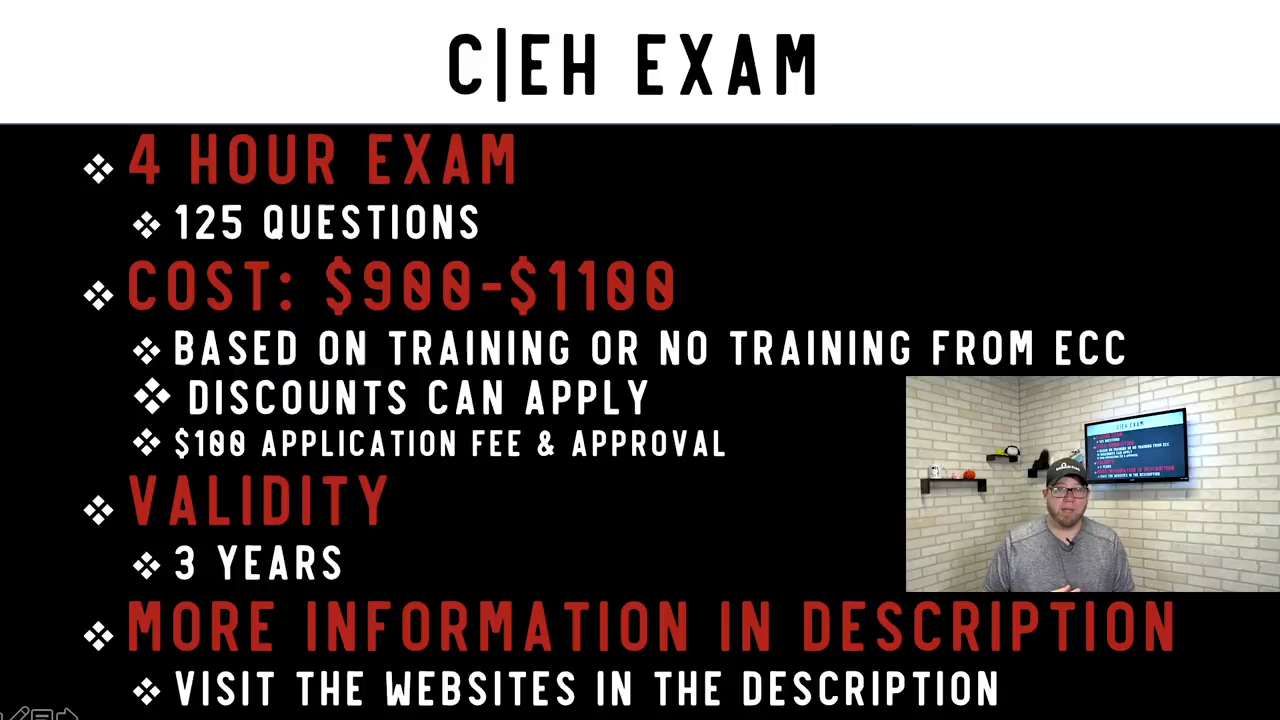 C|EH EXAM
4 HOUR EXAM
125 QUESTIONS
COST: $900-$1100
BASED ON TRAINING OR NO TRAINING FROM ECC
DISCOUNTS CAN APPLY
$100 APPLICATION FEE & APPROVAL
VALIDITY
3 YEARS
MORE INFORMATION IN DESCRIPTION
VISIT THE WEBSITES IN THE DESCRIPTION
C|EH EXAM